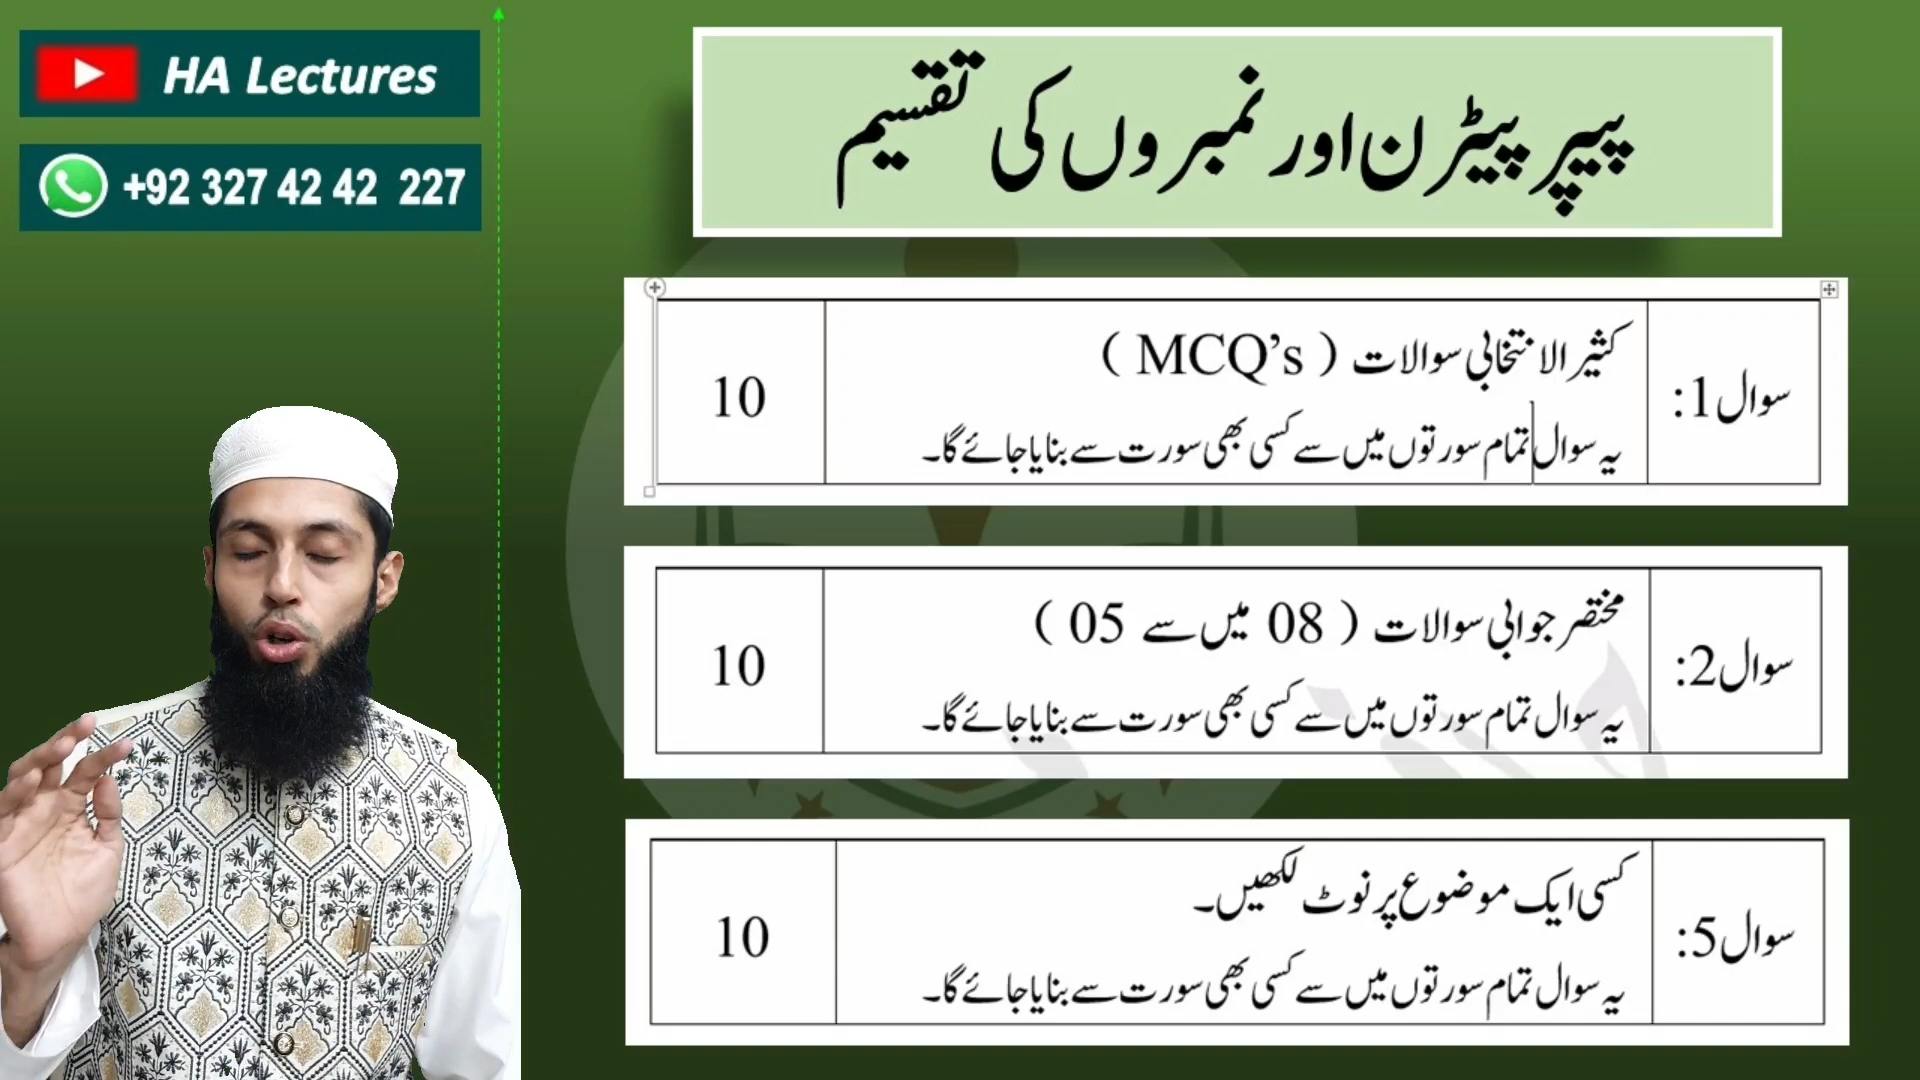 HA Lectures
+92 327 42 42 227
پیپر پیٹرن اور نمبروں کی تقسیم
سوال 1:
کثیر الانتخابی سوالات ( MCQ’s )
یہ سوال تمام سورتوں میں سے کسی بھی سورت سے بنایا جائے گا۔
10
سوال 2:
مختصر جوابی سوالات ( 08 میں سے 05 )
یہ سوال تمام سورتوں میں سے کسی بھی سورت سے بنایا جائے گا۔
10
سوال 5:
کسی ایک موضوع پر نوٹ لکھیں۔
یہ سوال تمام سورتوں میں سے کسی بھی سورت سے بنایا جائے گا۔
10